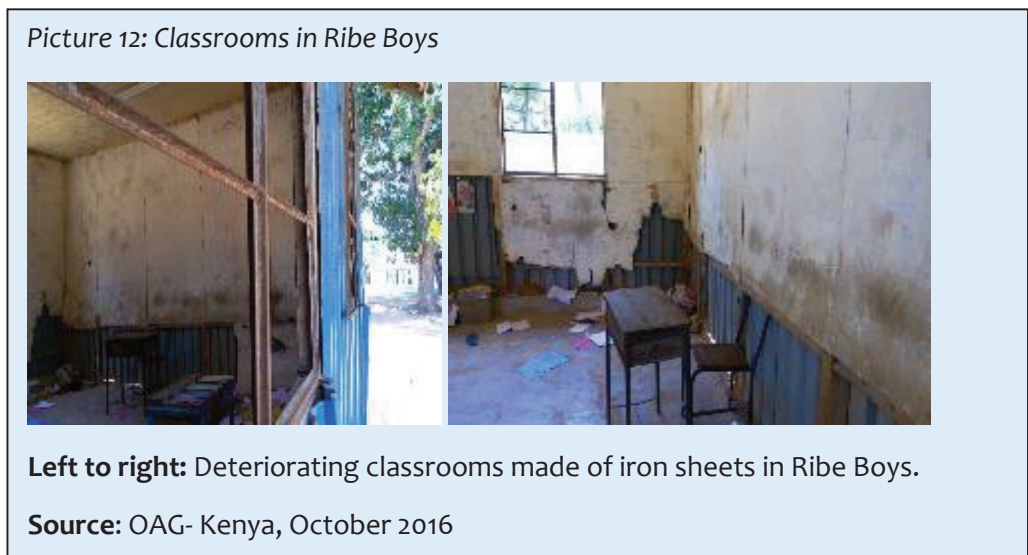 Picture 12: Classrooms in Ribe Boys
Left to right: Deteriorating classrooms made of iron sheets in Ribe Boys.
Source: OAG- Kenya, October 2016